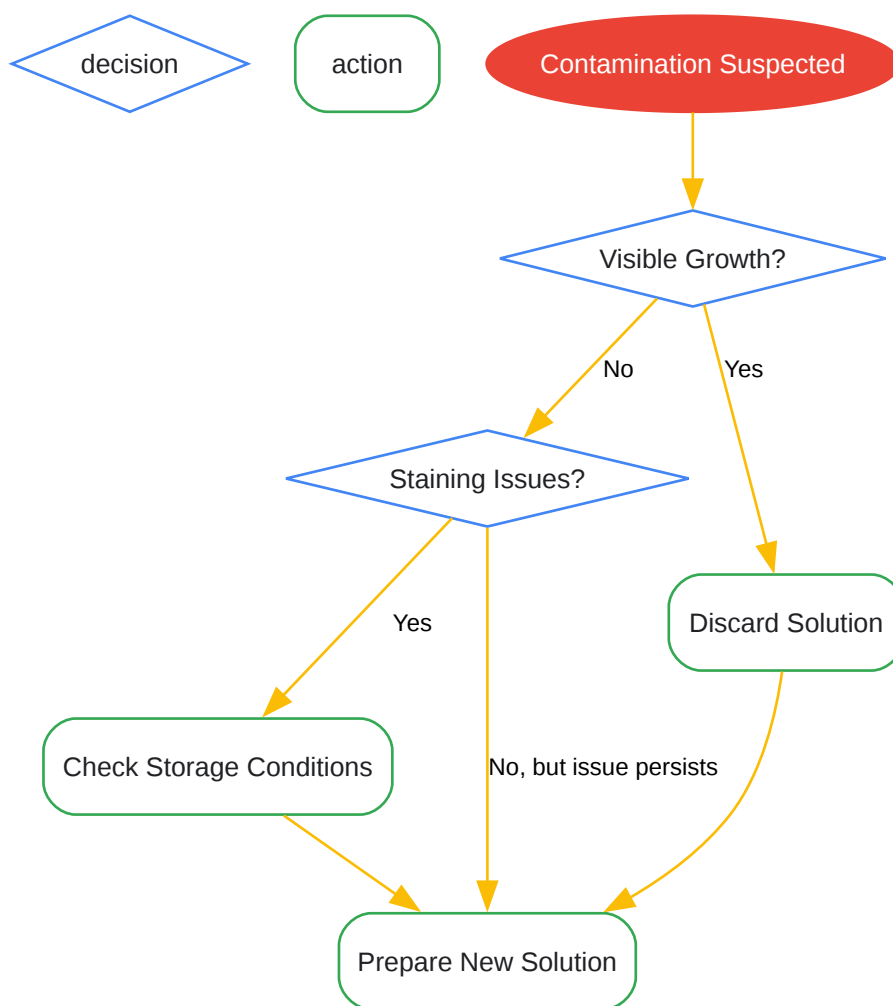 decision
action
Contamination Suspected
Visible Growth?
No
Yes
Staining Issues?
Yes
Discard Solution
Check Storage Conditions
No, but issue persists
Prepare New Solution